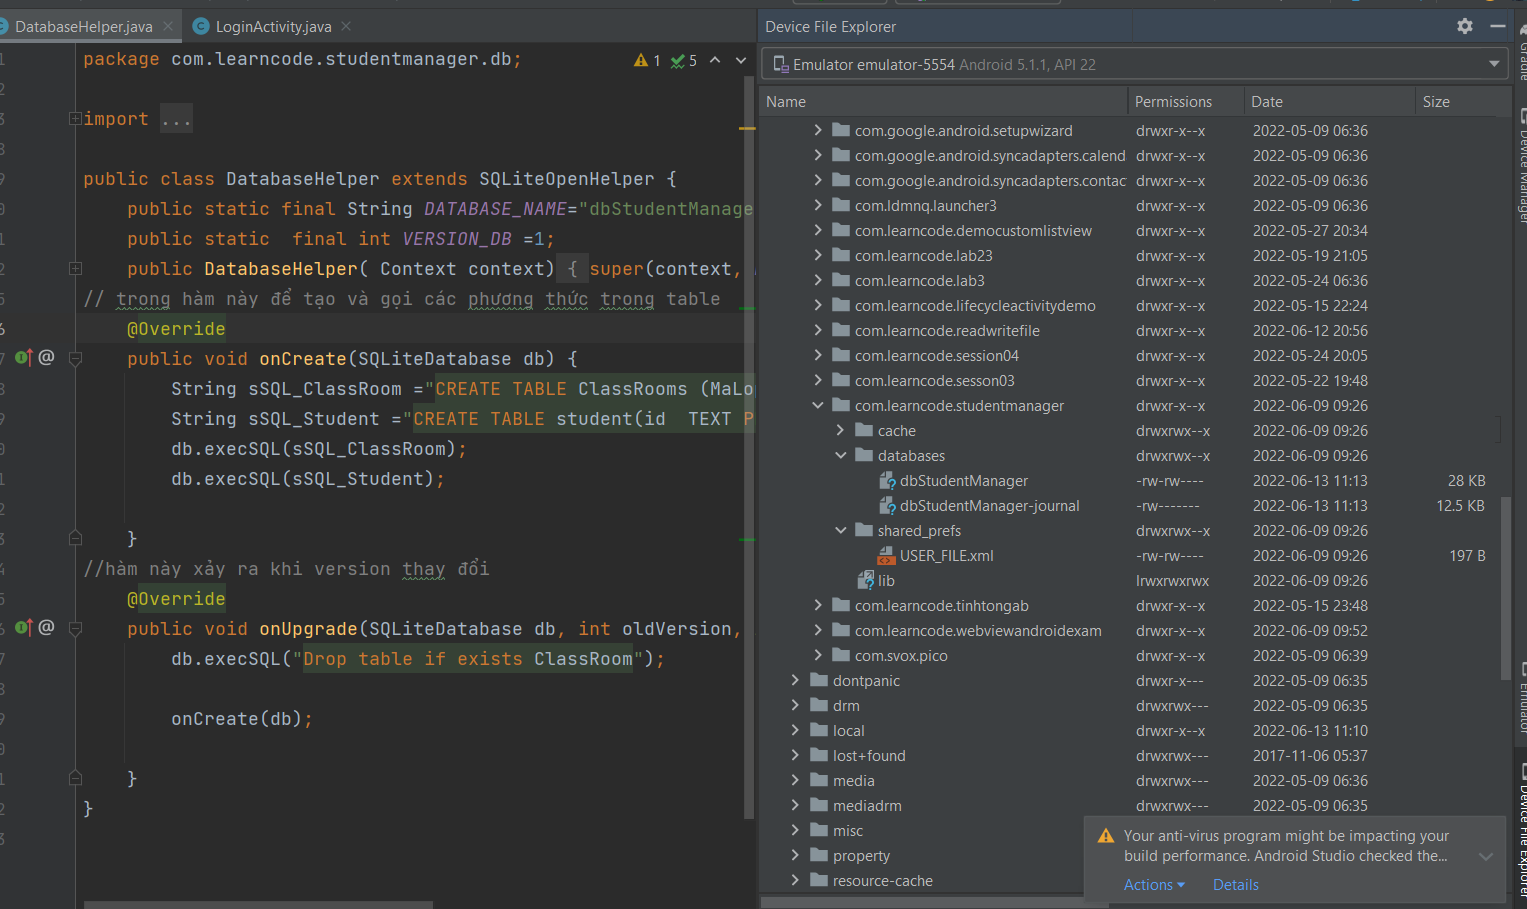 DatabaseHelper.java
LoginActivity.java
package com.learncode.studentmanager.db;
1 5
import ...
public class DatabaseHelper extends SQLiteOpenHelper {
public static final String DATABASE_NAME="dbStudentManage
public static  final int VERSION_DB =1;
public DatabaseHelper( Context context) { super(context,
// trong hàm này để tạo và gọi các phương thức trong table
@Override
public void onCreate(SQLiteDatabase db) {
String sSQL_ClassRoom ="CREATE TABLE ClassRooms (MaLo
String sSQL_Student ="CREATE TABLE student(id  TEXT P
db.execSQL(sSQL_ClassRoom);
db.execSQL(sSQL_Student);
}
//hàm này xảy ra khi version thay đổi
@Override
public void onUpgrade(SQLiteDatabase db, int oldVersion,
db.execSQL("Drop table if exists ClassRoom");
onCreate(db);
}
}
Device File Explorer
Emulator emulator-5554 Android 5.1.1, API 22
Name Permissions Date Size
com.google.android.setupwizard drwxr-x--x 2022-05-09 06:36
com.google.android.syncadapters.calend drwxr-x--x 2022-05-09 06:36
com.google.android.syncadapters.contac drwxr-x--x 2022-05-09 06:36
com.ldmnq.launcher3 drwxr-x--x 2022-05-09 06:36
com.learncode.democustomlistview drwxr-x--x 2022-05-27 20:34
com.learncode.lab23 drwxr-x--x 2022-05-19 21:05
com.learncode.lab3 drwxr-x--x 2022-05-24 06:36
com.learncode.lifecycleactivitydemo drwxr-x--x 2022-05-15 22:24
com.learncode.readwritefile drwxr-x--x 2022-06-12 20:56
com.learncode.session04 drwxr-x--x 2022-05-24 20:05
com.learncode.sesson03 drwxr-x--x 2022-05-22 19:48
com.learncode.studentmanager drwxr-x--x 2022-06-09 09:26
cache drwxrwx--x 2022-06-09 09:26
databases drwxrwx--x 2022-06-09 09:26
dbStudentManager -rw-rw---- 2022-06-13 11:13 28 KB
dbStudentManager-journal -rw------- 2022-06-13 11:13 12.5 KB
shared_prefs drwxrwx--x 2022-06-09 09:26
USER_FILE.xml -rw-rw---- 2022-06-09 09:26 197 B
lib lrwxrwxrwx 2022-06-09 09:26
com.learncode.tinhtongab drwxr-x--x 2022-05-15 23:48
com.learncode.webviewandroidexam drwxr-x--x 2022-06-09 09:52
com.svox.pico drwxr-x--x 2022-05-09 06:39
dontpanic drwxr-x--- 2022-05-09 06:35
drm drwxrwx--- 2022-05-09 06:35
local drwxr-x--x 2022-06-13 11:10
lost+found drwxrwx--- 2017-11-06 05:37
media drwxrwx--- 2022-05-09 06:36
mediadrm drwxrwx--- 2022-05-09 06:35
misc
property
resource-cache
Your anti-virus program might be impacting your
build performance. Android Studio checked the...
Actions Details
Gradle
Device Manager
Emulator
Device File Explorer